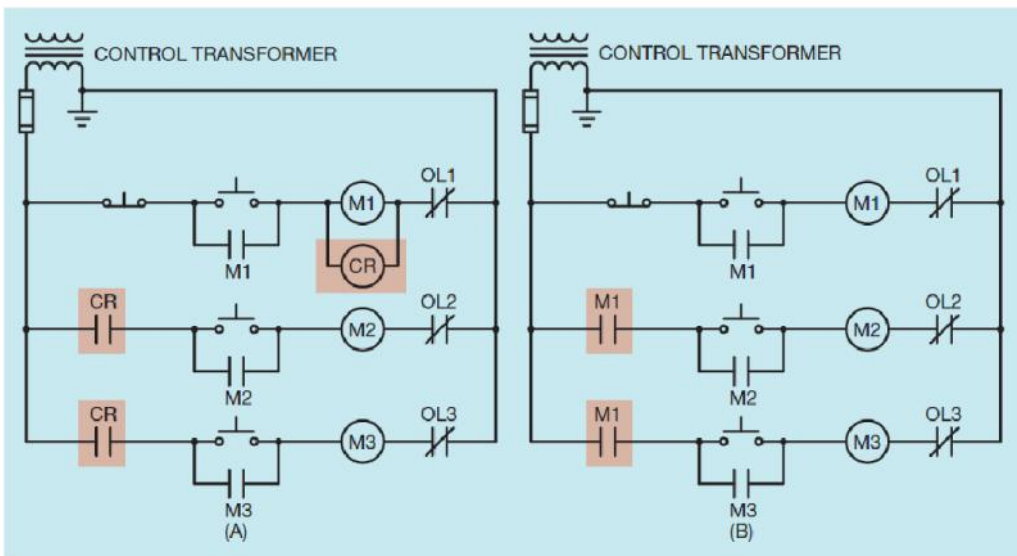 CONTROL TRANSFORMER
OL1
M1
M1
CR
CR
OL2
M2
M2
CR
OL3
M3
M3
(A)
CONTROL TRANSFORMER
OL1
M1
M1
M1
OL2
M2
M2
M1
OL3
M3
M3
(B)